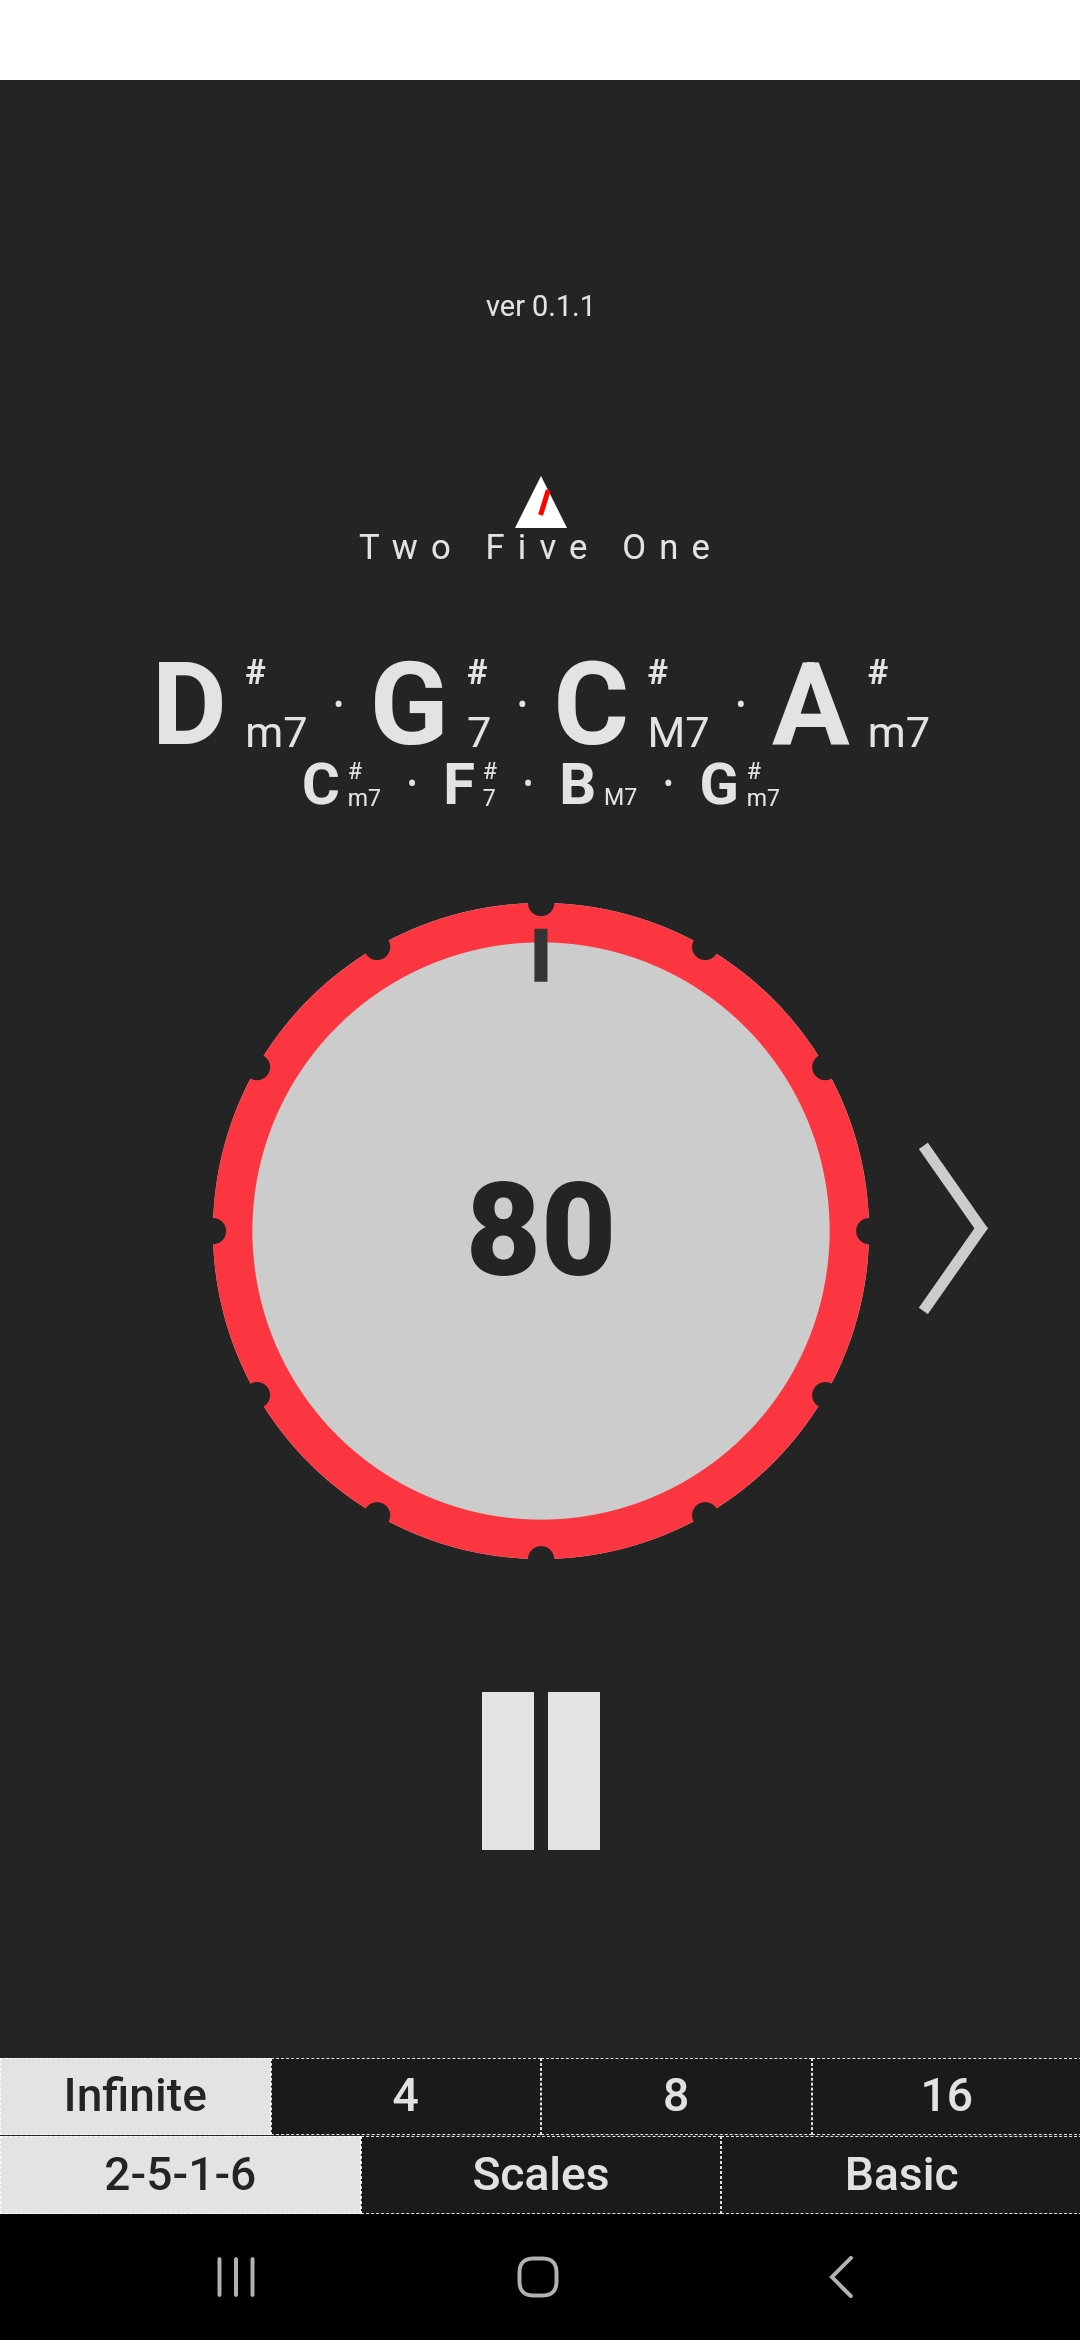 ver 0.1.1
Two Five One
D#m7 · G#7 · C#M7 · A#m7
C#m7 · F#7 · BM7 · G#m7
80
Infinite 4 8 16
2-5-1-6 Scales Basic